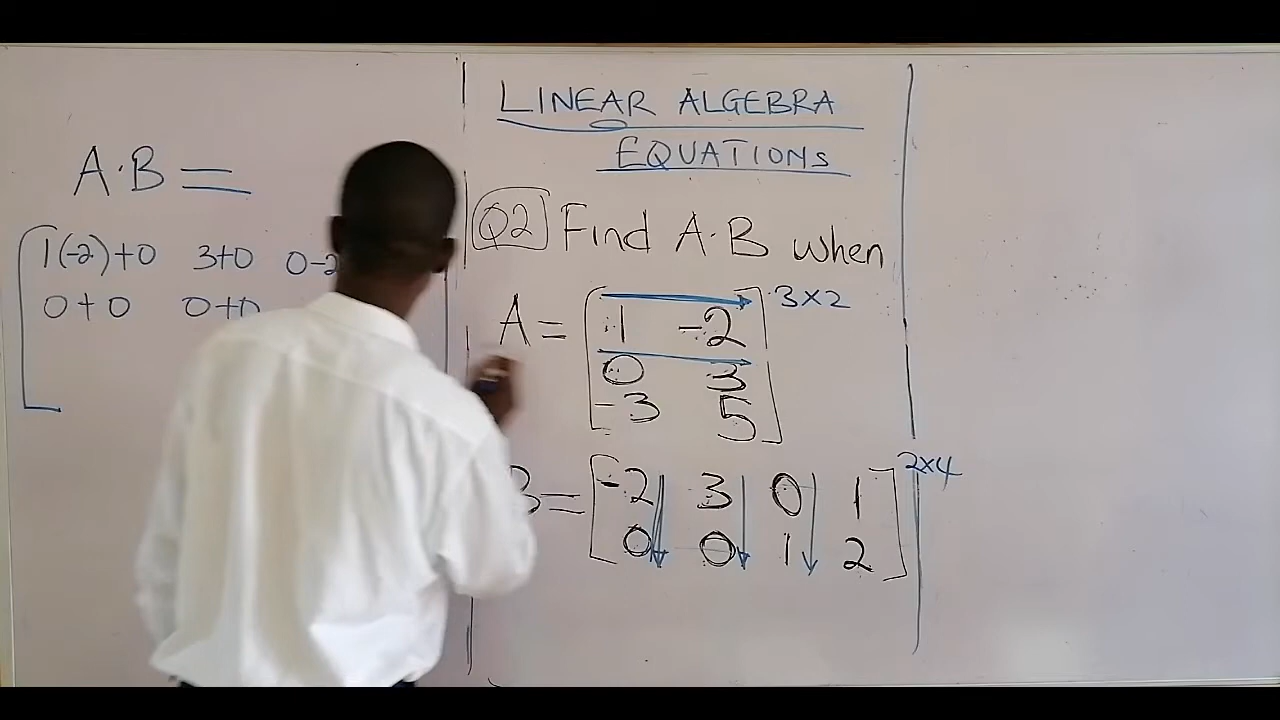 LINEAR ALGEBRA
EQUATIONS
A·B =
1(-2)+0 3+0 0-2
0+0 0+0
Q2 Find A·B when
A = 3×2
1 -2
0 3
-3 5
B = 2×4
-2 3 0 1
0 0 1 2